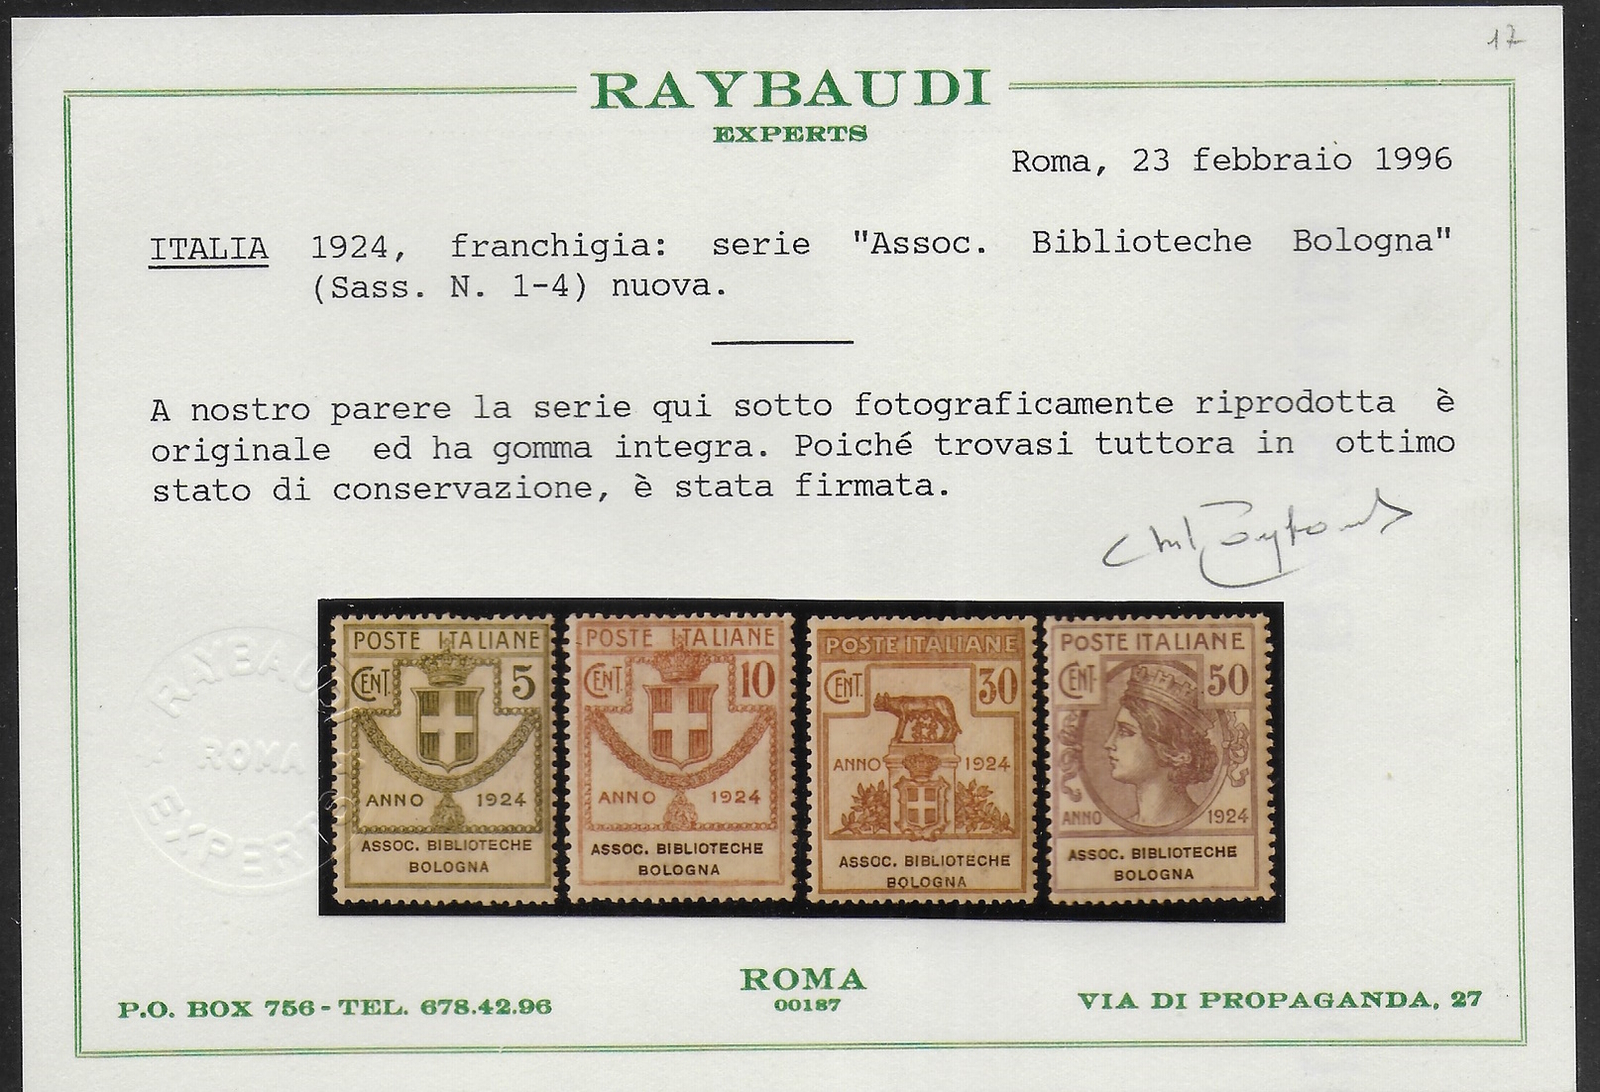 17
RAYBAUDI
EXPERTS
Roma, 23 febbraio 1996
ITALIA 1924, franchigia: serie "Assoc. Biblioteche Bologna"
(Sass. N. 1-4) nuova.
A nostro parere la serie qui sotto fotograficamente riprodotta è
originale ed ha gomma integra. Poiché trovasi tuttora in ottimo
stato di conservazione, è stata firmata.
RAYBAUDI
ROMA
EXPERTS
POSTE ITALIANE
CENT. 5
ANNO 1924
ASSOC. BIBLIOTECHE
BOLOGNA
POSTE ITALIANE
CENT. 10
ANNO 1924
ASSOC. BIBLIOTECHE
BOLOGNA
POSTE ITALIANE
CENT. 30
ANNO 1924
ASSOC. BIBLIOTECHE
BOLOGNA
POSTE ITALIANE
CENT. 50
ANNO 1924
ASSOC. BIBLIOTECHE
BOLOGNA
ROMA
00187
P.O. BOX 756 - TEL. 678.42.96
VIA DI PROPAGANDA, 27